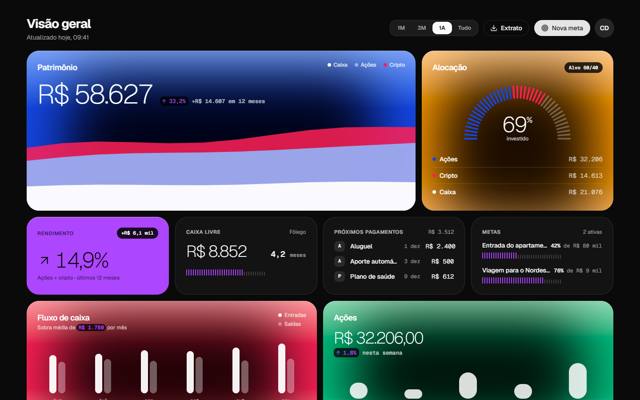 Visão geral
Atualizado hoje, 09:41
1M 3M 1A Tudo
Extrato
Nova meta
CD
Patrimônio
Caixa Ações Cripto
R$ 58.627
↑ 33,2% +R$ 14.607 em 12 meses
Alocação
Alvo 60/40
69%
investido
Ações R$ 32.206
Cripto R$ 14.613
Caixa R$ 21.076
RENDIMENTO
+R$ 6,1 mil
↗ 14,9%
Ações + cripto · últimos 12 meses
CAIXA LIVRE
Fôlego
R$ 8.852
4,2 meses
PRÓXIMOS PAGAMENTOS R$ 3.512
A Aluguel 1 dez R$ 2.400
A Aporte automá… 3 dez R$ 500
P Plano de saúde 9 dez R$ 612
METAS 2 ativas
Entrada do apartame… 42% de R$ 80 mil
Viagem para o Nordes… 78% de R$ 9 mil
Fluxo de caixa
Sobra média de R$ 1.780 por mês
Entradas
Saídas
Ações
R$ 32.206,00
↑ 1,8% nesta semana